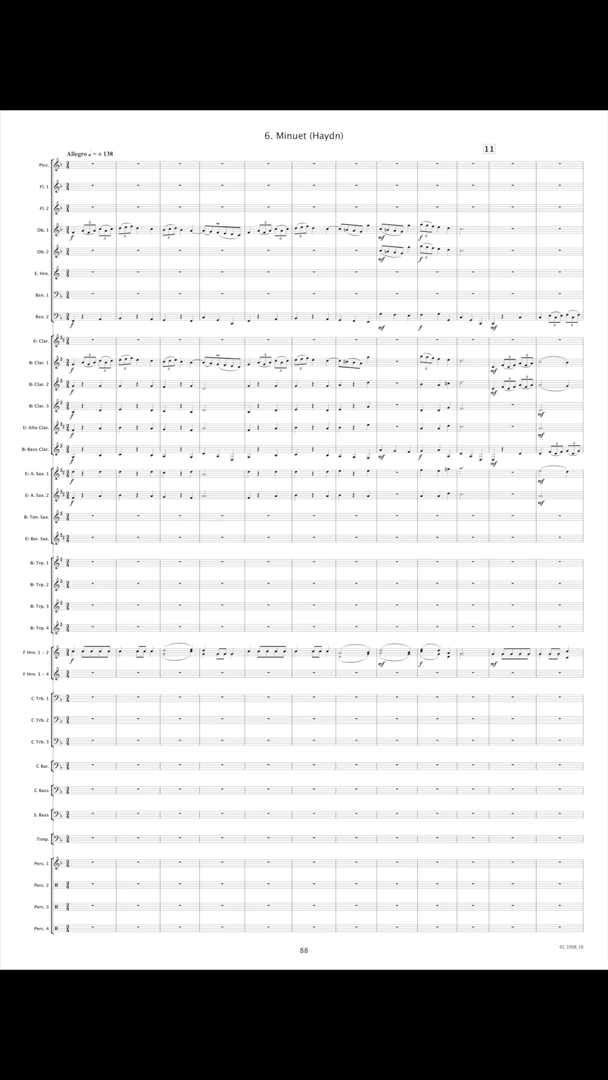 6. Minuet (Haydn)
11
Allegro ♩ = ± 138
Picc.
Fl. 1
Fl. 2
Ob. 1
Ob. 2
E. Hrn.
Bsn. 1
Bsn. 2
E♭ Clar.
B♭ Clar. 1
B♭ Clar. 2
B♭ Clar. 3
E♭ Alto Clar.
B♭ Bass Clar.
E♭ A. Sax. 1
E♭ A. Sax. 2
B♭ Ten. Sax.
E♭ Bar. Sax.
B♭ Trp. 1
B♭ Trp. 2
B♭ Trp. 3
B♭ Trp. 4
F Hrn. 1 - 2
F Hrn. 3 - 4
C Trb. 1
C Trb. 2
C Trb. 3
C Bar.
C Bass
S. Bass
Timp.
Perc. 1
Perc. 2
Perc. 3
Perc. 4
88
01.3508.10